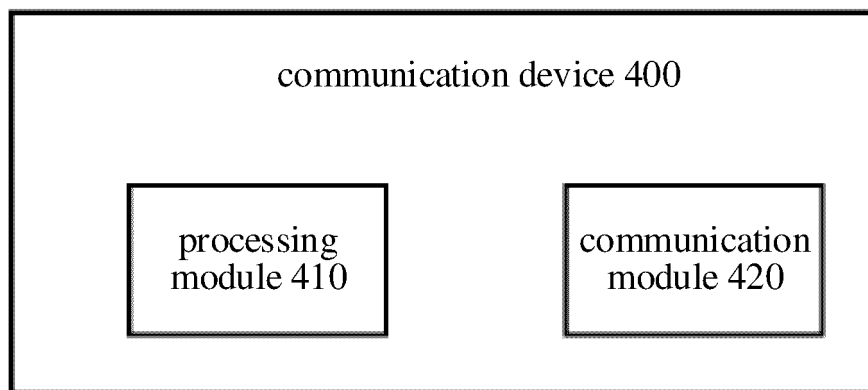 communication device 400
processing
module 410
communication
module 420